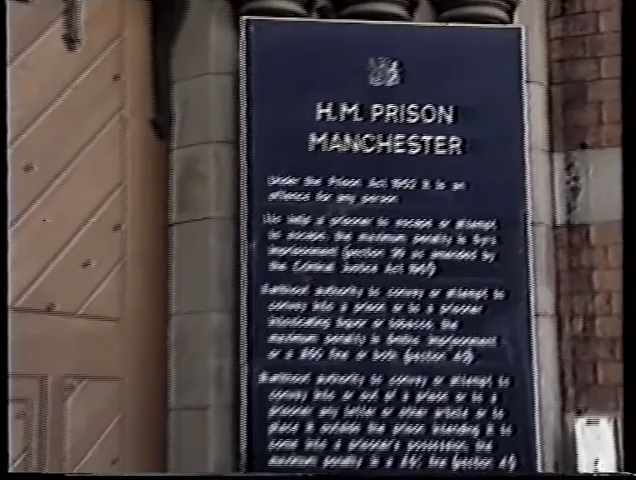 H.M. PRISON
MANCHESTER
Under the Prison Act 1952 it is an
offence for any person
(i)to help a prisoner to escape or attempt
to escape, the maximum penalty is 5yrs
imprisonment (section 39 as amended by
the Criminal Justice Act 1961)
without authority to convey or attempt to
convey into a prison or to a prisoner
intoxicating liquor or tobacco, the
maximum penalty is 6mths imprisonment
or a fine or both (section 40)
without authority to convey or attempt to
convey into or out of a prison or to a
prisoner any letter or other article or to
place it outside the prison intending it to
come into a prisoner's possession, the
maximum penalty is a fine (section 41)